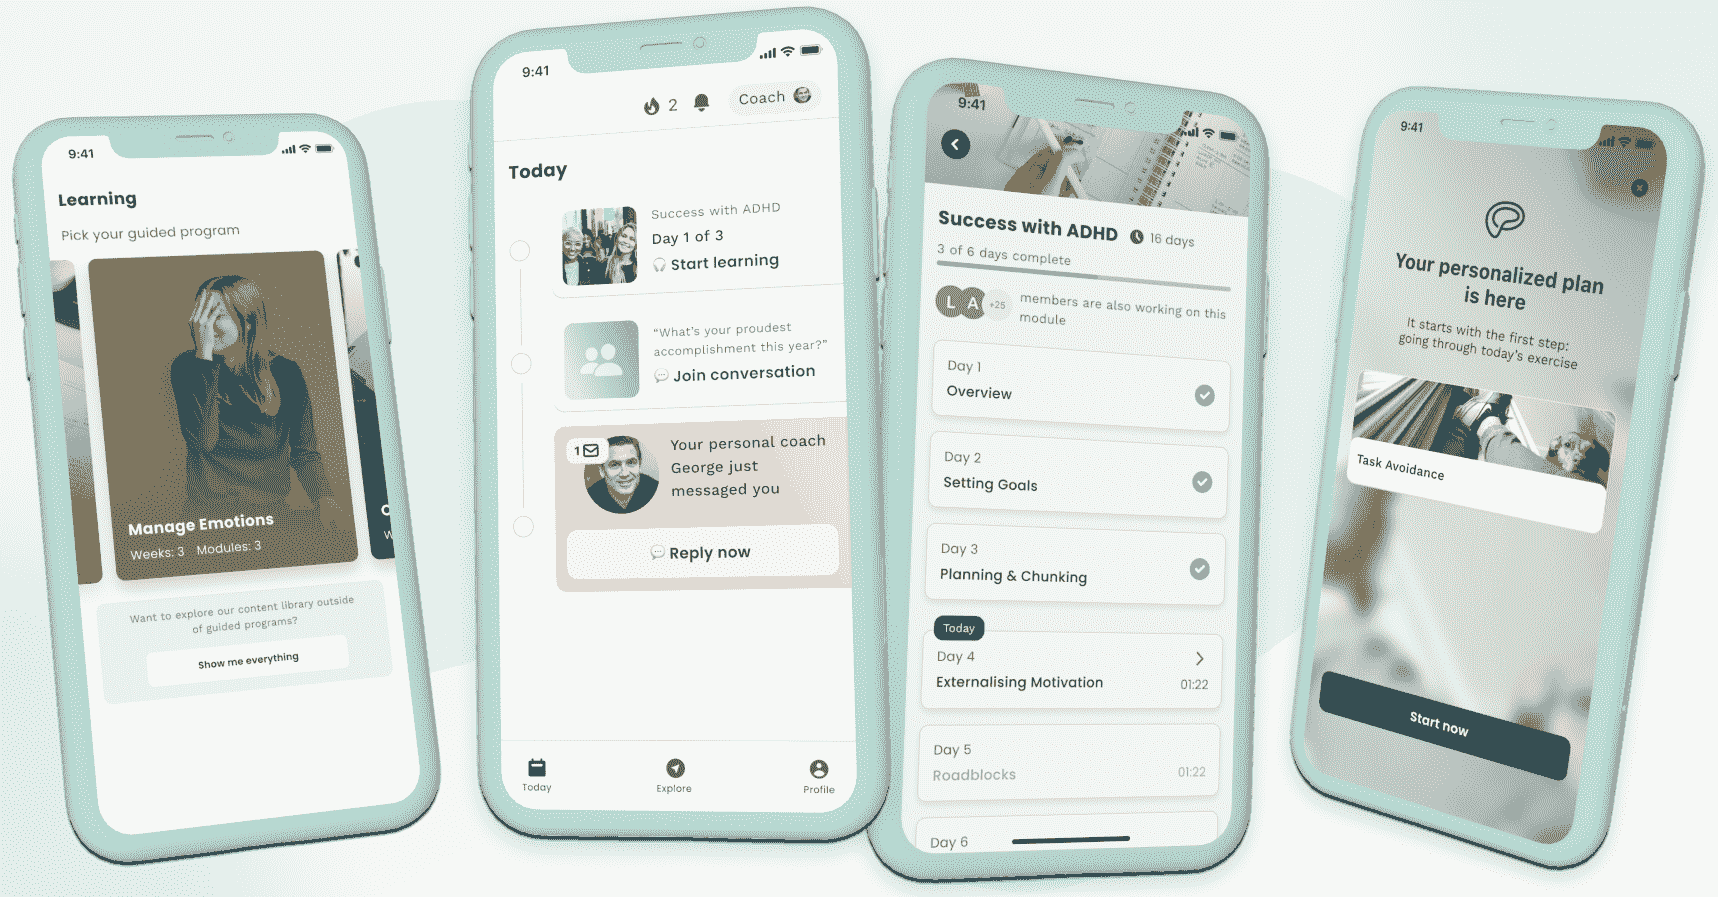 9:41
Learning
Pick your guided program
Manage Emotions
Weeks: 3 Modules: 3
Want to explore our content library outside
of guided programs?
Show me everything
9:41
2
Coach
Today
Success with ADHD
Day 1 of 3
Start learning
“What’s your proudest
accomplishment this year?”
Join conversation
1
Your personal coach
George just
messaged you
Reply now
Today
Explore
Profile
9:41
Success with ADHD
16 days
3 of 6 days complete
L
A
+25
members are also working on this
module
Day 1
Overview
Day 2
Setting Goals
Day 3
Planning & Chunking
Today
Day 4
Externalising Motivation
01:22
Day 5
Roadblocks
01:22
Day 6
9:41
Your personalized plan
is here
It starts with the first step:
going through today’s exercise
Task Avoidance
Start now